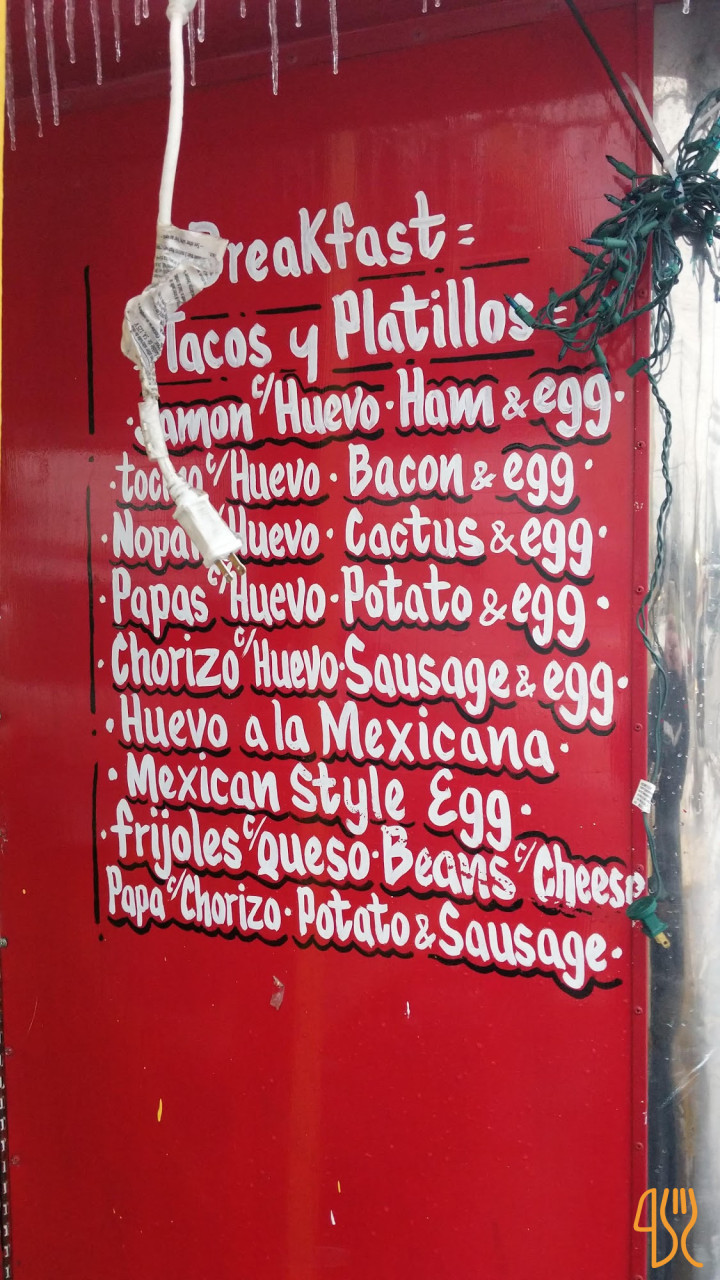 Breakfast:
Tacos y Platillos:
·Jamon c/Huevo·Ham & egg·
·tocino c/Huevo·Bacon & egg·
·Nopal Huevo·Cactus & egg·
·Papas c/Huevo·Potato & egg·
·Chorizo c/Huevo·Sausage & egg·
·Huevo a la Mexicana·
·Mexican Style Egg·
·frijoles c/queso·Beans c/Cheese
Papa c/Chorizo·Potato & Sausage·